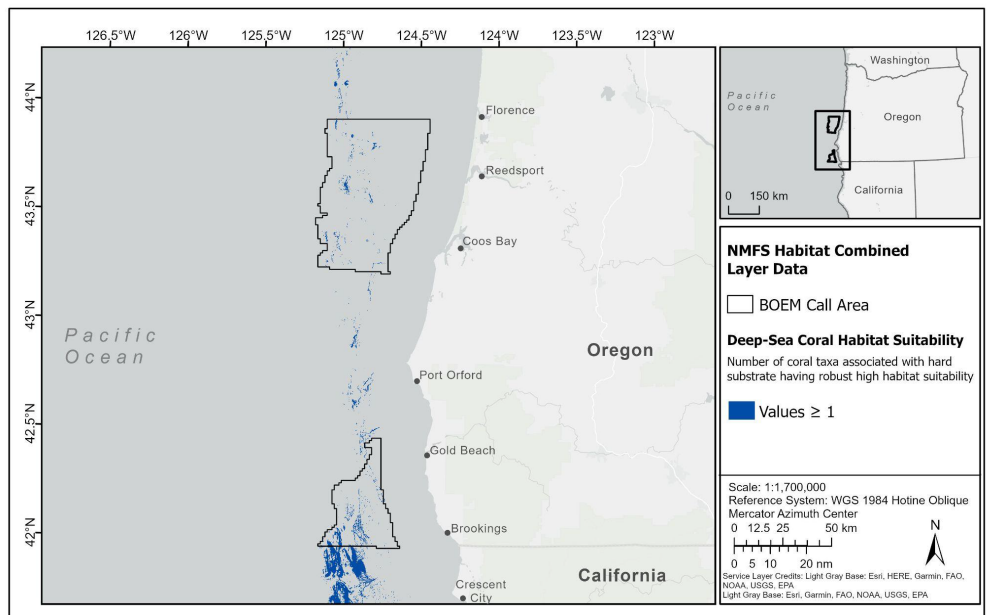 126.5°W 126°W 125.5°W 125°W 124.5°W 124°W 123.5°W 123°W
44°N
43.5°N
43°N
42.5°N
42°N
Florence
Reedsport
Coos Bay
Pacific
Ocean
Oregon
Port Orford
Gold Beach
Brookings
California
Crescent
City
Washington
Pacific
Ocean
Oregon
0 150 km
California
NMFS Habitat Combined
Layer Data
BOEM Call Area
Deep-Sea Coral Habitat Suitability
Number of coral taxa associated with hard
substrate having robust high habitat suitability
Values ≥ 1
Scale: 1:1,700,000
Reference System: WGS 1984 Hotine Oblique
Mercator Azimuth Center
0 12.5 25 50 km
0 5 10 20 nm
N
Service Layer Credits: Light Gray Base: Esri, HERE, Garmin, FAO,
NOAA, USGS, EPA
Light Gray Base: Esri, Garmin, FAO, NOAA, USGS, EPA